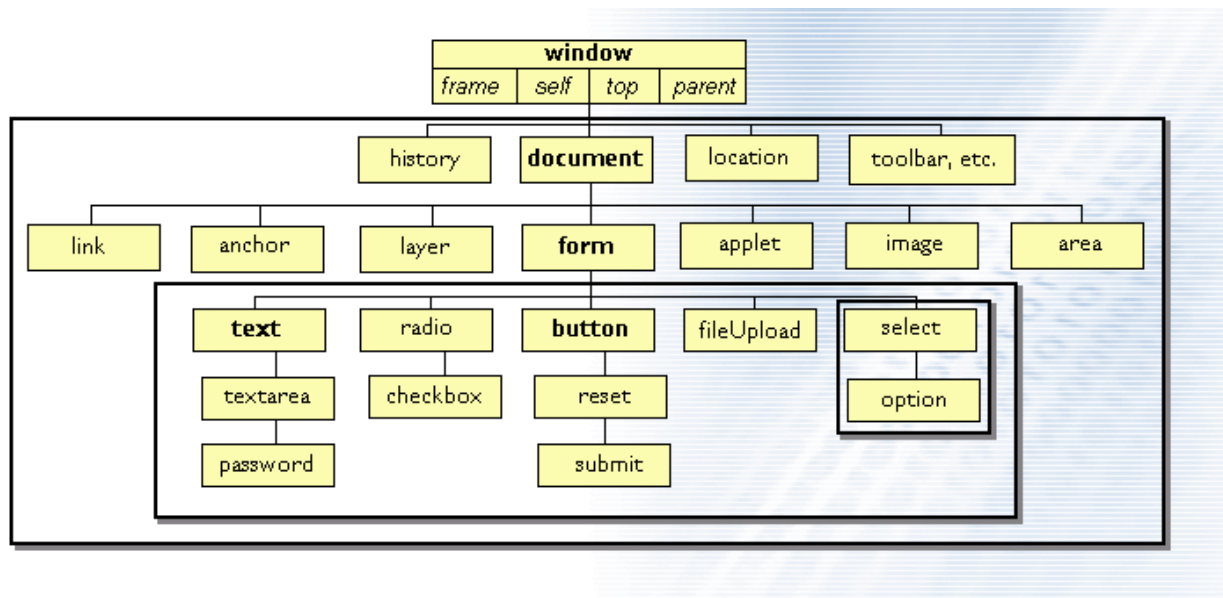 window
frame self top parent
history document location toolbar, etc.
link anchor layer form applet image area
text radio button fileUpload select
textarea checkbox reset option
password submit